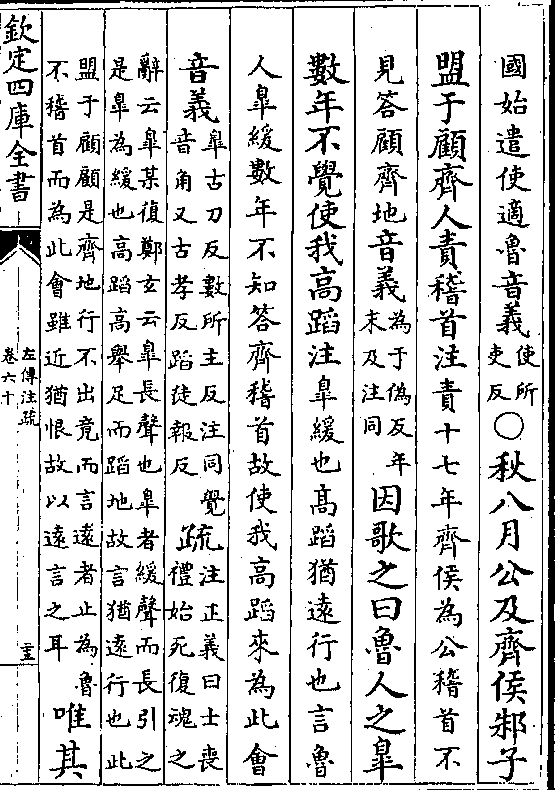 國始遣使適魯音義使所吏反○秋八月公及齊侯邾子
盟于顧齊人責稽首注責十七年齊侯為公稽首不
見答顧齊地音義為于偽反年末及注同因歌之曰魯人之臯
數年不覺使我高蹈注臯緩也高蹈猶遠行也言魯
人臯緩數年不知答齊稽首故使我高蹈來為此會
音義臯古刀反數所主反注同覺音角又古孝反蹈徒報反疏注正義曰士喪禮始死復魂之
辭云臯某復鄭玄云臯長聲也臯者緩聲而長引之
是臯為緩也高蹈高舉足而蹈地故言猶遠行也此
盟于顧顧是齊地行不出竟而言遠者止為魯
不稽首而為此會雖近猶恨故以遠言之耳唯其
欽定四庫全書
左傳注疏
卷六十
二十五